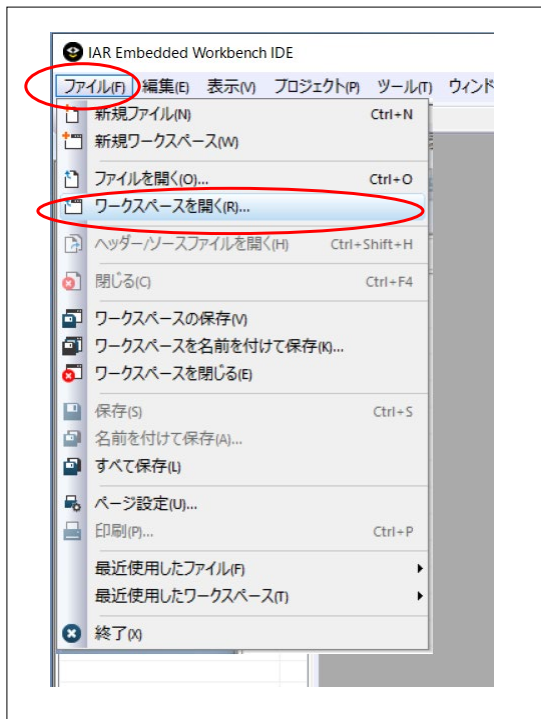 IAR Embedded Workbench IDE
ファイル(F) 編集(E) 表示(V) プロジェクト(P) ツール(T) ウィンド
新規ファイル(N) Ctrl+N
新規ワークスペース(W)
ファイルを開く(O)... Ctrl+O
ワークスペースを開く(R)...
ヘッダー/ソースファイルを開く(H) Ctrl+Shift+H
閉じる(C) Ctrl+F4
ワークスペースの保存(V)
ワークスペースを名前を付けて保存(K)...
ワークスペースを閉じる(E)
保存(S) Ctrl+S
名前を付けて保存(A)...
すべて保存(L)
ページ設定(U)...
印刷(P)... Ctrl+P
最近使用したファイル(F)
最近使用したワークスペース(T)
終了(X)